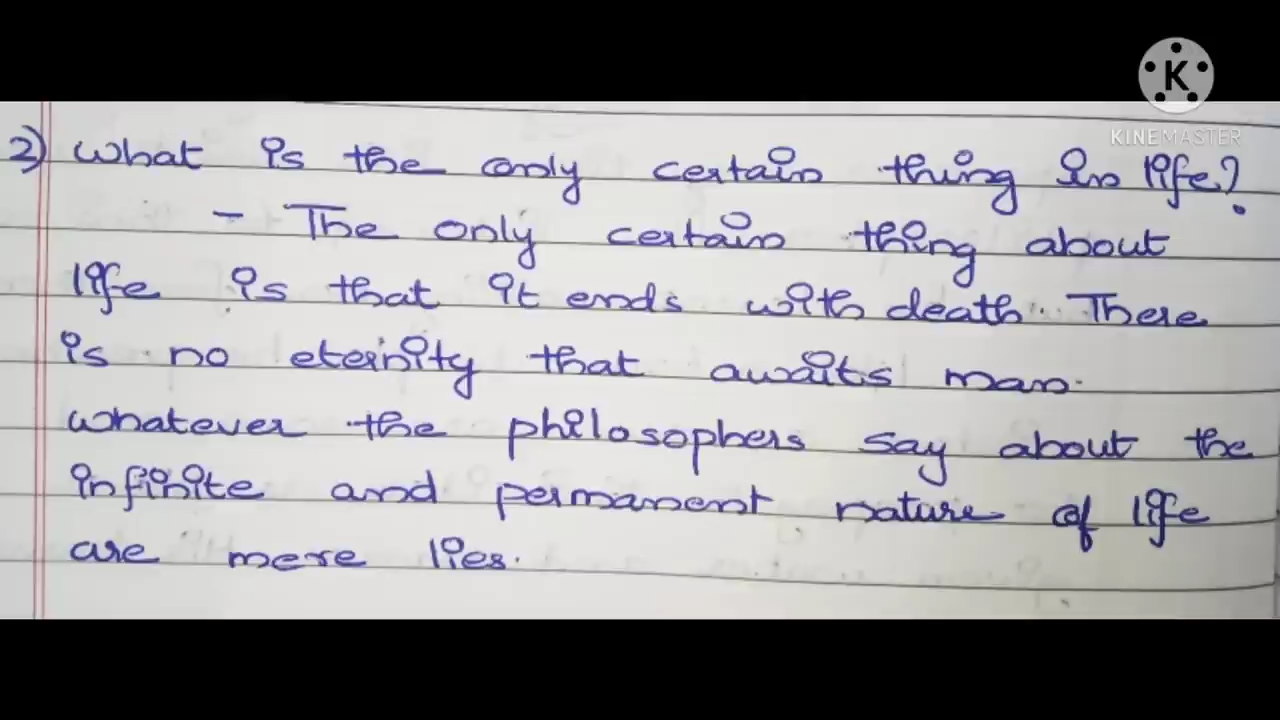 K
KINEMASTER
2) What is the only certain thing in life?
- The only certain thing about
life is that it ends with death. There
is no eternity that awaits man.
whatever the philosophers say about the
infinite and permanent nature of life
are mere lies.